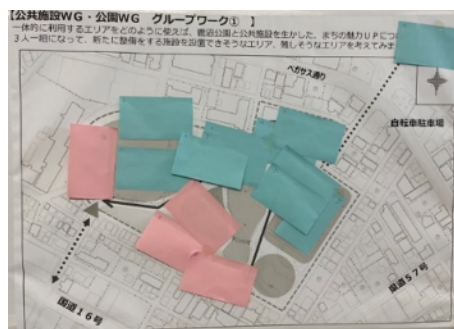 【公共施設WG・公園WG グループワーク① 】
一体的に利用するエリアをどのように使えば、鹿沼公園と公共施設を生かした、まちの魅力UPにつ
3人一組になって、新たに整備をする施設を設置できそうなエリア、難しそうなエリアを考えてみま
ペガサス通り
自転車駐車場
国道16号
県道57号